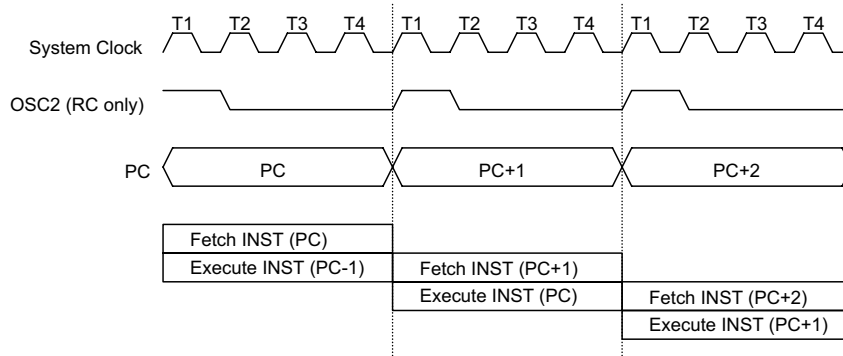 T1 T2 T3 T4 T1 T2 T3 T4 T1 T2 T3 T4
System Clock
OSC2 (RC only)
PC PC PC+1 PC+2
Fetch INST (PC)
Execute INST (PC-1) Fetch INST (PC+1)
Execute INST (PC) Fetch INST (PC+2)
Execute INST (PC+1)